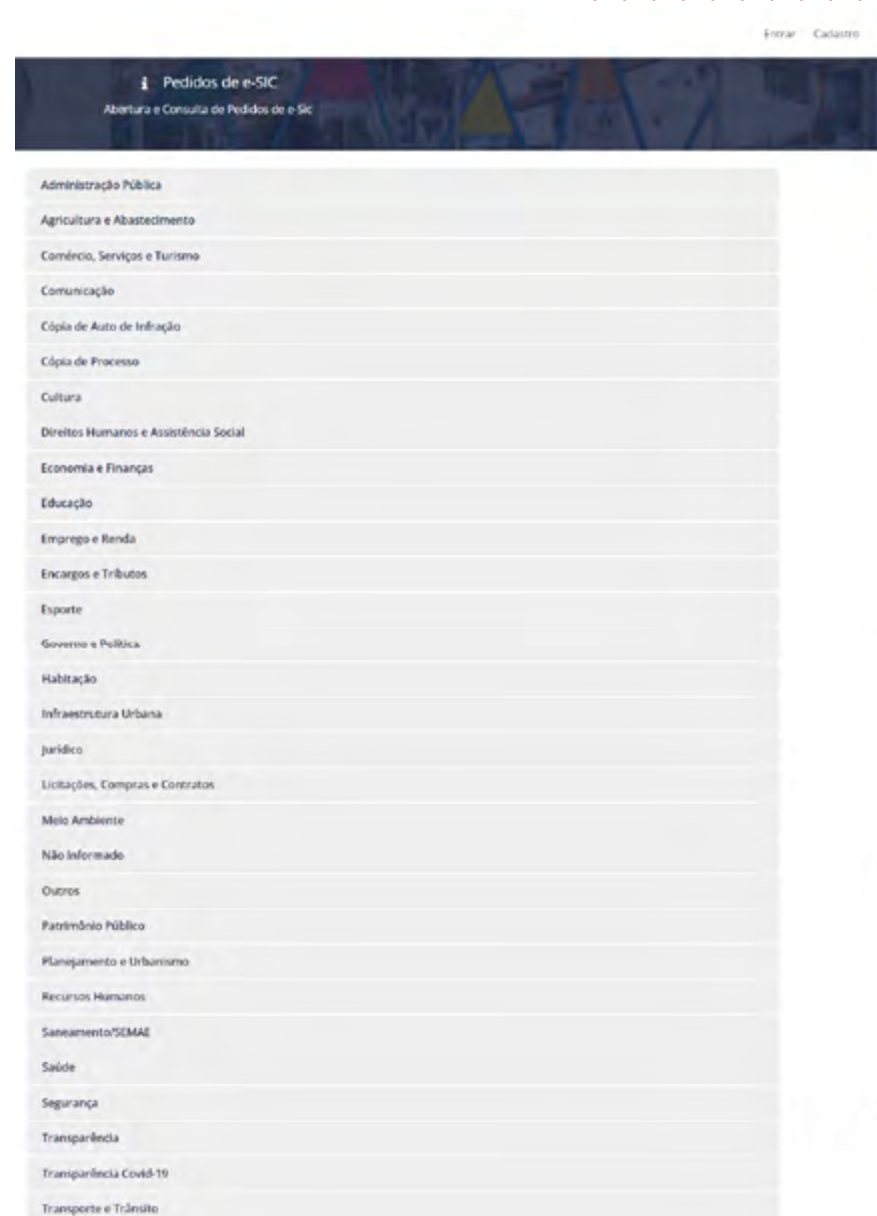 Entrar Cadastro
Pedidos de e-SIC
Abertura e Consulta de Pedidos de e-Sic
Administração Pública
Agricultura e Abastecimento
Comércio, Serviços e Turismo
Comunicação
Cópia de Auto de Infração
Cópia de Processo
Cultura
Direitos Humanos e Assistência Social
Economia e Finanças
Educação
Emprego e Renda
Encargos e Tributos
Esporte
Governo e Política
Habitação
Infraestrutura Urbana
Jurídico
Licitações, Compras e Contratos
Meio Ambiente
Não Informado
Outros
Patrimônio Público
Planejamento e Urbanismo
Recursos Humanos
Saneamento/SEMAE
Saúde
Segurança
Transparência
Transparência Covid-19
Transporte e Trânsito